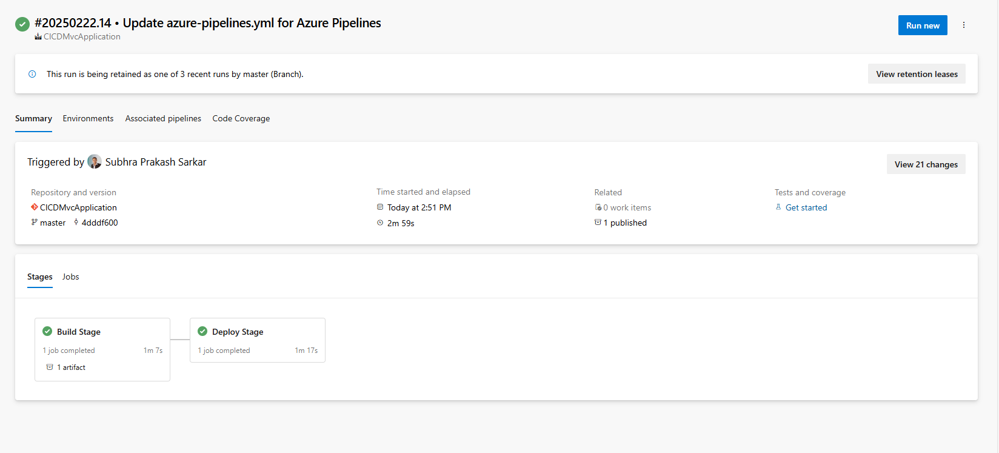 #20250222.14 • Update azure-pipelines.yml for Azure Pipelines
Run new
CICDMvcApplication
This run is being retained as one of 3 recent runs by master (Branch).
View retention leases
Summary Environments Associated pipelines Code Coverage
Triggered by Subhra Prakash Sarkar
View 21 changes
Repository and version
CICDMvcApplication
master 4dddf600
Time started and elapsed
Today at 2:51 PM
2m 59s
Related
0 work items
1 published
Tests and coverage
Get started
Stages Jobs
Build Stage
1 job completed 1m 7s
1 artifact
Deploy Stage
1 job completed 1m 17s